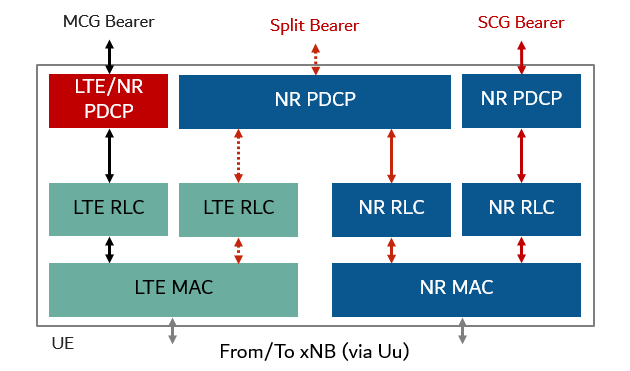 MCG Bearer
Split Bearer
SCG Bearer
LTE/NR
PDCP
NR PDCP
NR PDCP
LTE RLC
LTE RLC
NR RLC
NR RLC
LTE MAC
NR MAC
UE
From/To xNB (via Uu)